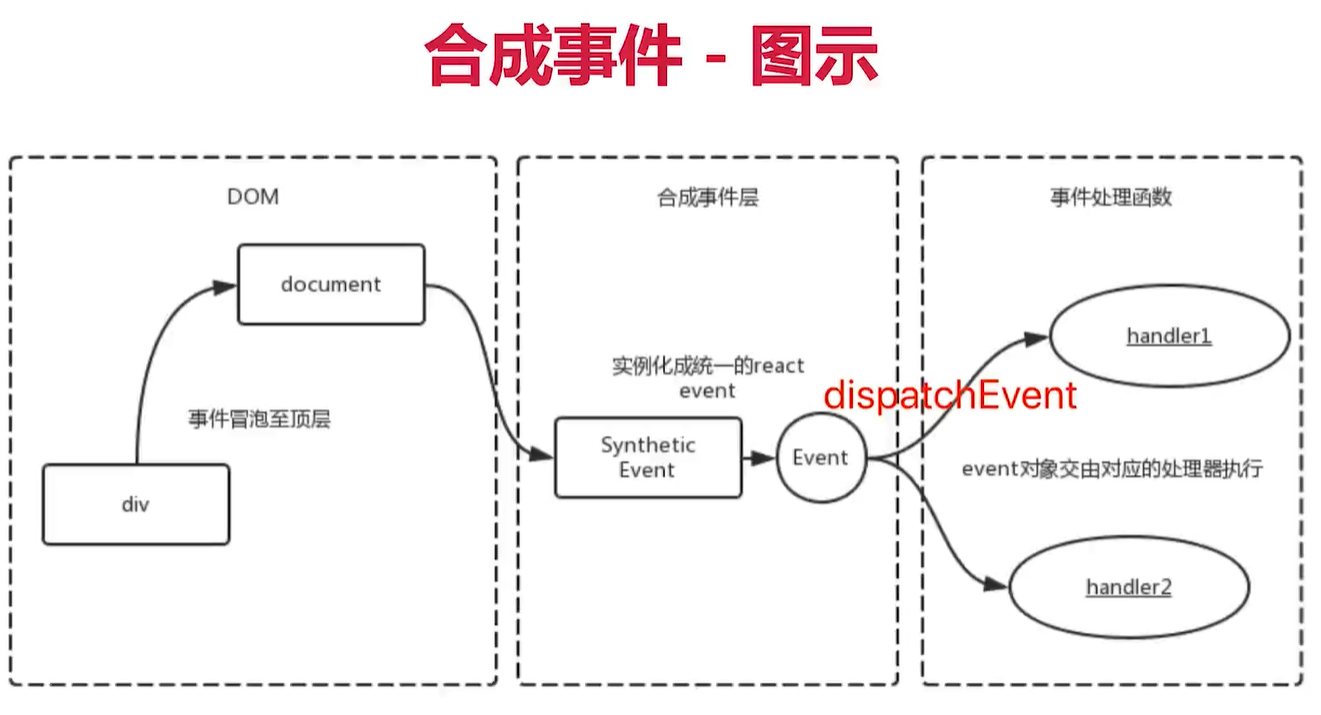 合成事件 - 图示
DOM
document
事件冒泡至顶层
div
合成事件层
实例化成统一的react
event
Synthetic
Event
Event
dispatchEvent
事件处理函数
handler1
event对象交由对应的处理器执行
handler2